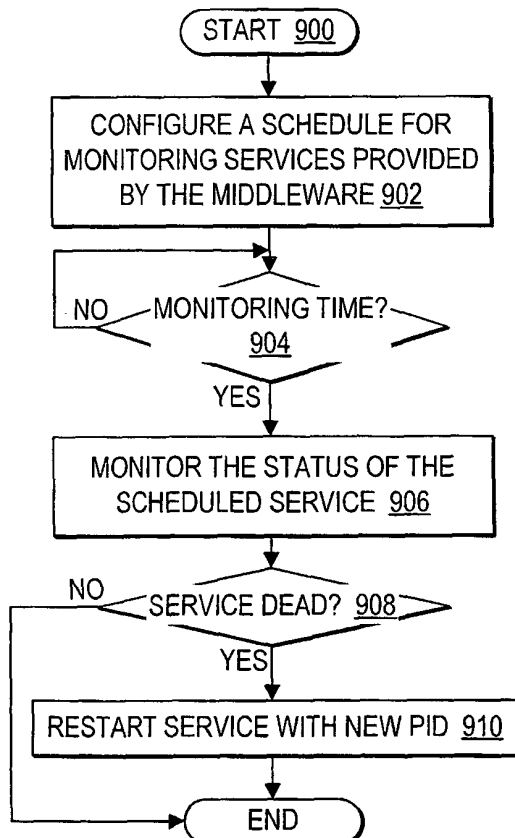 START 900
CONFIGURE A SCHEDULE FOR
MONITORING SERVICES PROVIDED
BY THE MIDDLEWARE 902
NO
MONITORING TIME?
904
YES
MONITOR THE STATUS OF THE
SCHEDULED SERVICE 906
NO
SERVICE DEAD? 908
YES
RESTART SERVICE WITH NEW PID 910
END